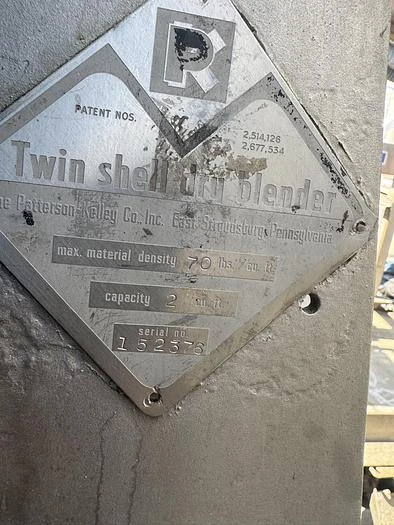 PK
PATENT NOS.
2,514,126
2,677,534
Twin shell dry blender
he Patterson-Kelley Co., Inc. East Stroudsburg, Pennsylvania
max. material density 70 lbs./cu. ft.
capacity 2 cu. ft.
serial no.
152376